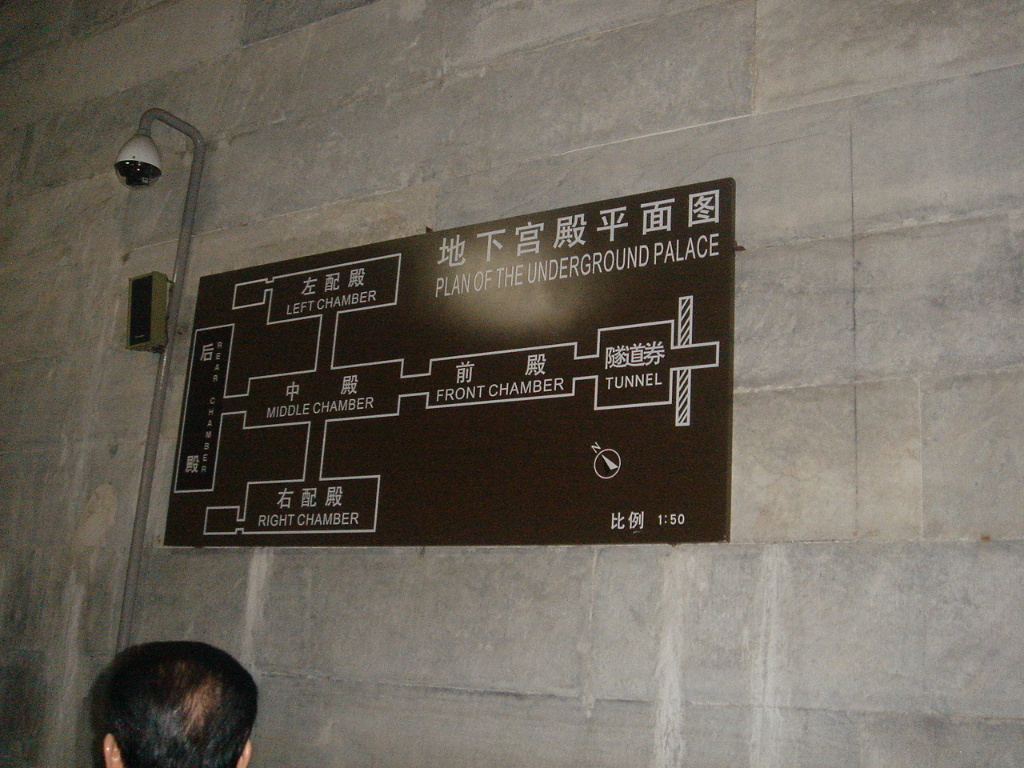 地下宫殿平面图
PLAN OF THE UNDERGROUND PALACE
左配殿
LEFT CHAMBER
后殿
REAR CHAMBER
中殿
MIDDLE CHAMBER
前殿
FRONT CHAMBER
隧道券
TUNNEL
右配殿
RIGHT CHAMBER
N
比例 1:50